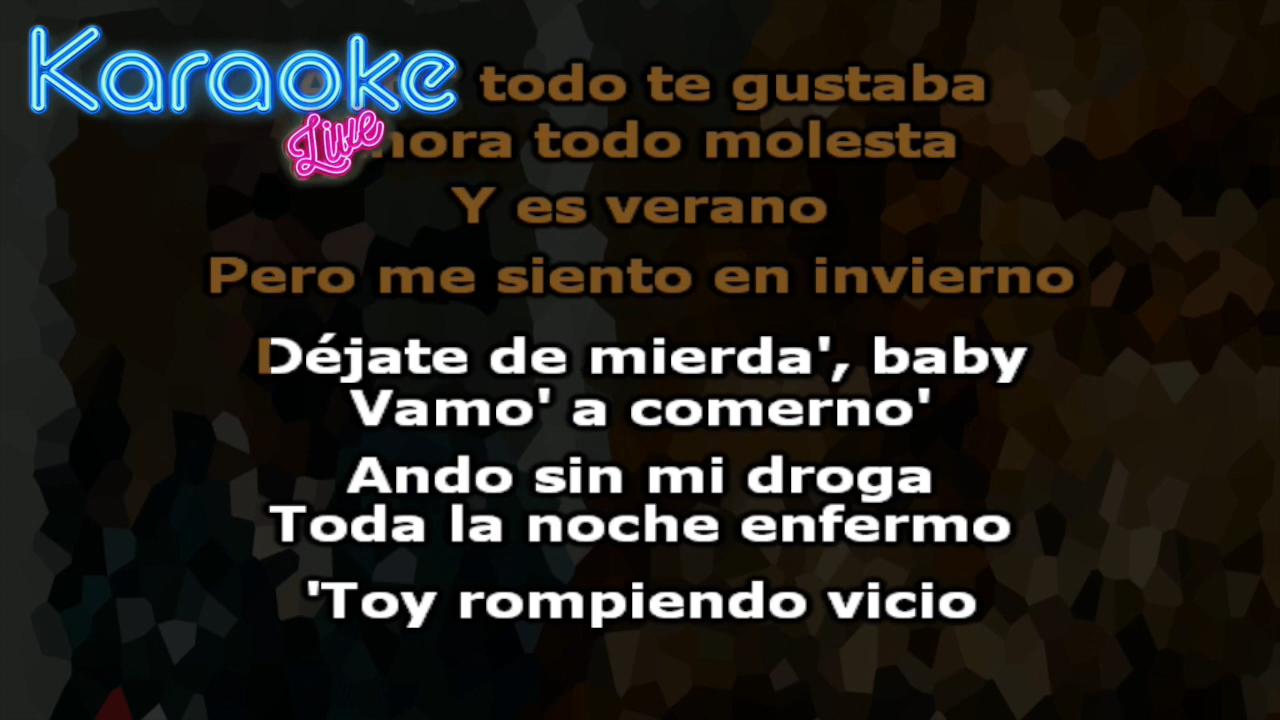 Karaoke
Live
todo te gustaba
todo molesta
Y es verano
Pero me siento en invierno
Déjate de mierda', baby
Vamo' a comerno'
Ando sin mi droga
Toda la noche enfermo
'Toy rompiendo vicio